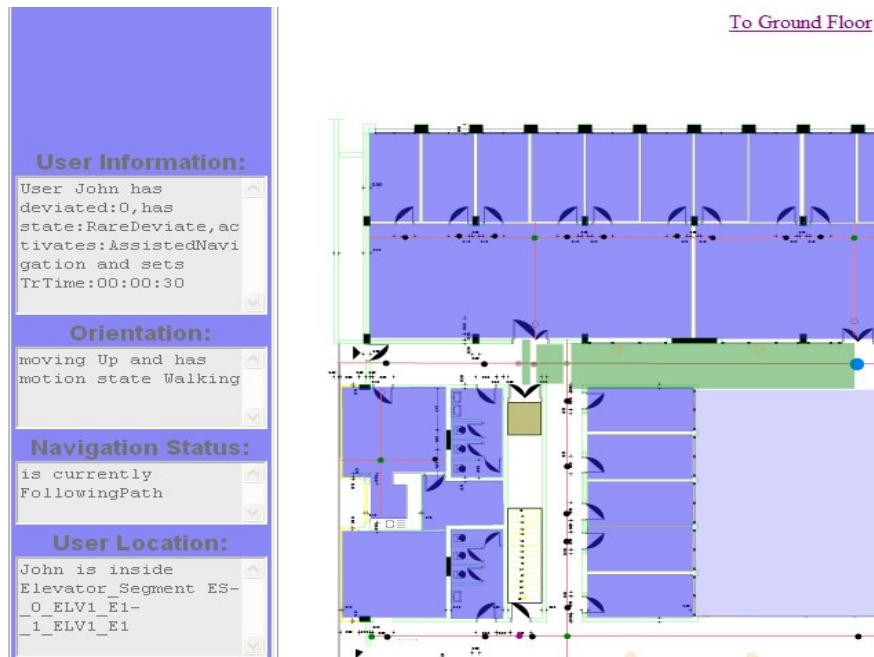 To Ground Floor
User Information:
User John has
deviated:0,has
state:RareDeviate,ac
tivates:AssistedNavi
gation and sets
TrTime:00:00:30
Orientation:
moving Up and has
motion state Walking
Navigation Status:
is currently
FollowingPath
User Location:
John is inside
Elevator_Segment ES-
_0_ELV1_E1-
_1_ELV1_E1